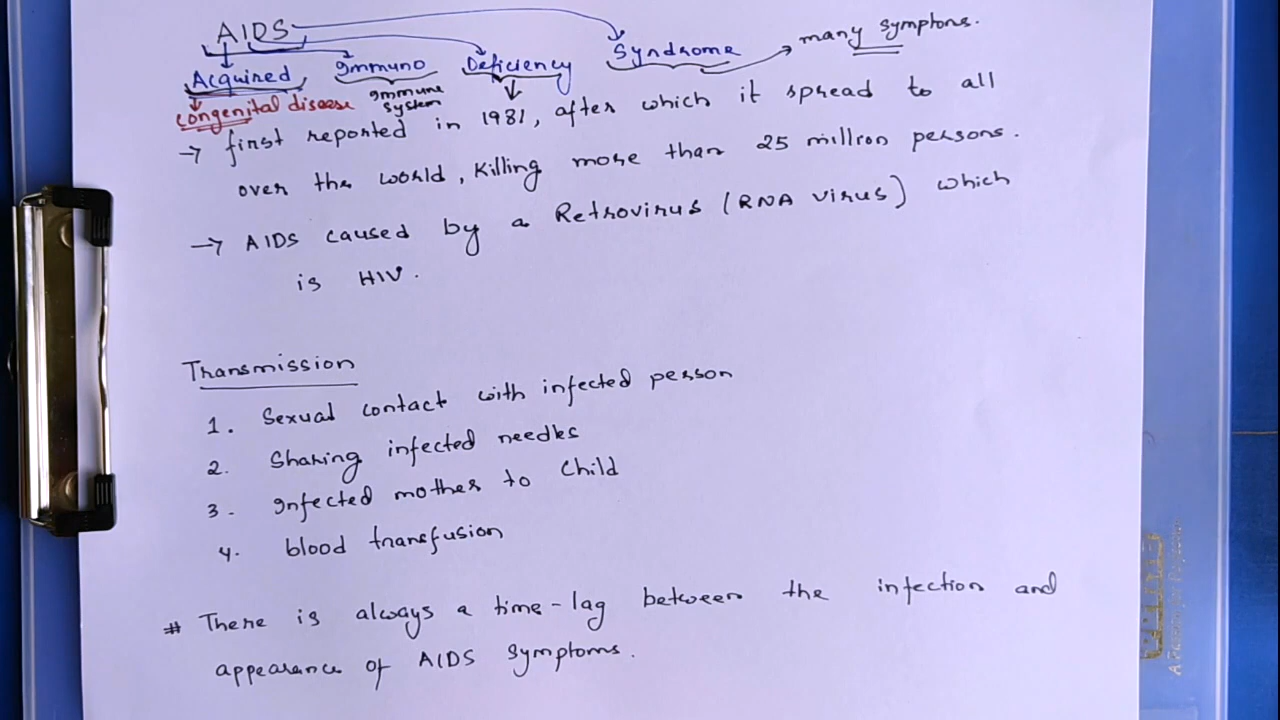 AIDS
many symptoms.
Acquired Immuno Deficiency Syndrome
congenital disease
Immune
system
→ first reported in 1981, after which it spread to all
over the world, killing more than 25 million persons.
→ AIDS caused by a Retrovirus (RNA virus) which
is HIV.
Transmission
1. Sexual contact with infected person
2. Sharing infected needles
3. Infected mother to child
4. blood transfusion
# There is always a time-lag between the infection and
appearance of AIDS symptoms.